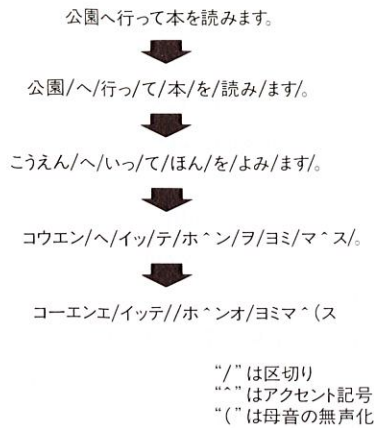 公園へ行って本を読みます。
公園/へ/行っ/て/本/を/読み/ます/。
こうえん/へ/いっ/て/ほん/を/よみ/ます/。
コウエン/ヘ/イッ/テ/ホ＾ン/ヲ/ヨミ/マ＾ス/。
コーエンエ/イッテ//ホ＾ンオ/ヨミマ＾(ス
“/”は区切り
“＾”はアクセント記号
“(”は母音の無声化